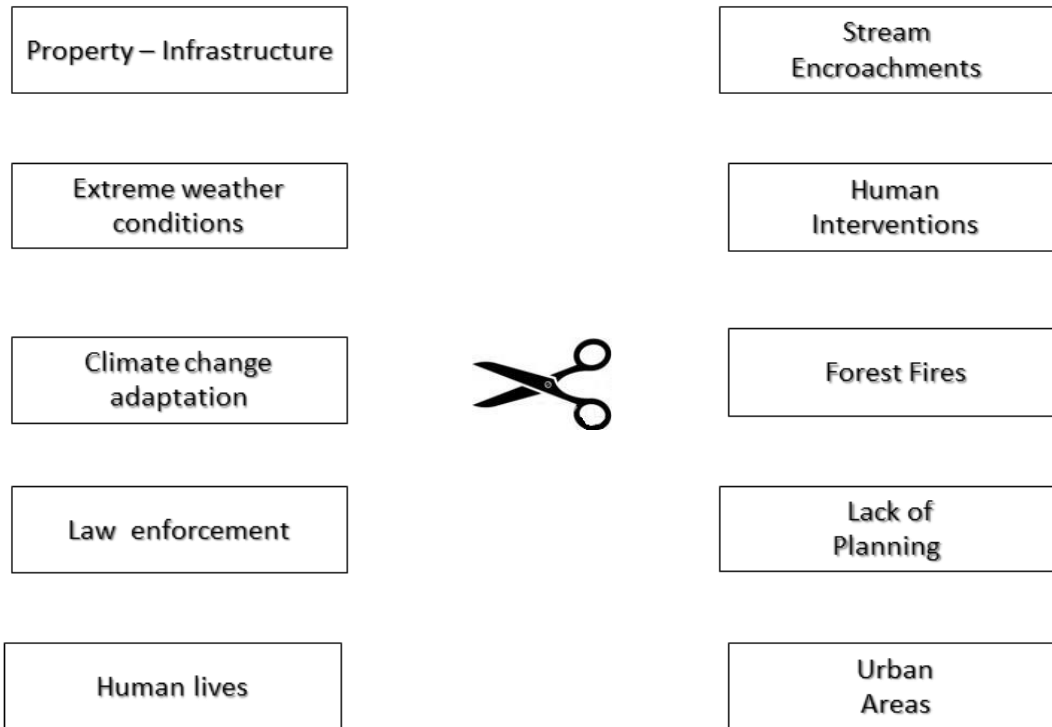 Property – Infrastructure
Stream
Encroachments
Extreme weather
conditions
Human
Interventions
Climate change
adaptation
Forest Fires
Law enforcement
Lack of
Planning
Human lives
Urban
Areas